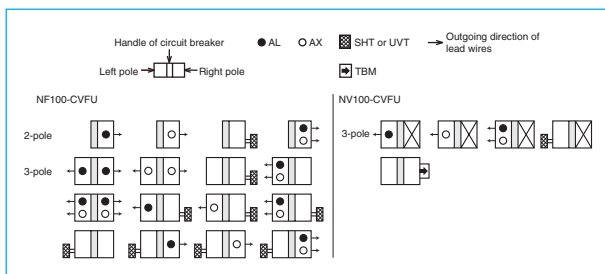 Handle of circuit breaker
AL
AX
SHT or UVT
Outgoing direction of
lead wires
Left pole
Right pole
TBM
NF100-CVFU
NV100-CVFU
2-pole
3-pole
3-pole